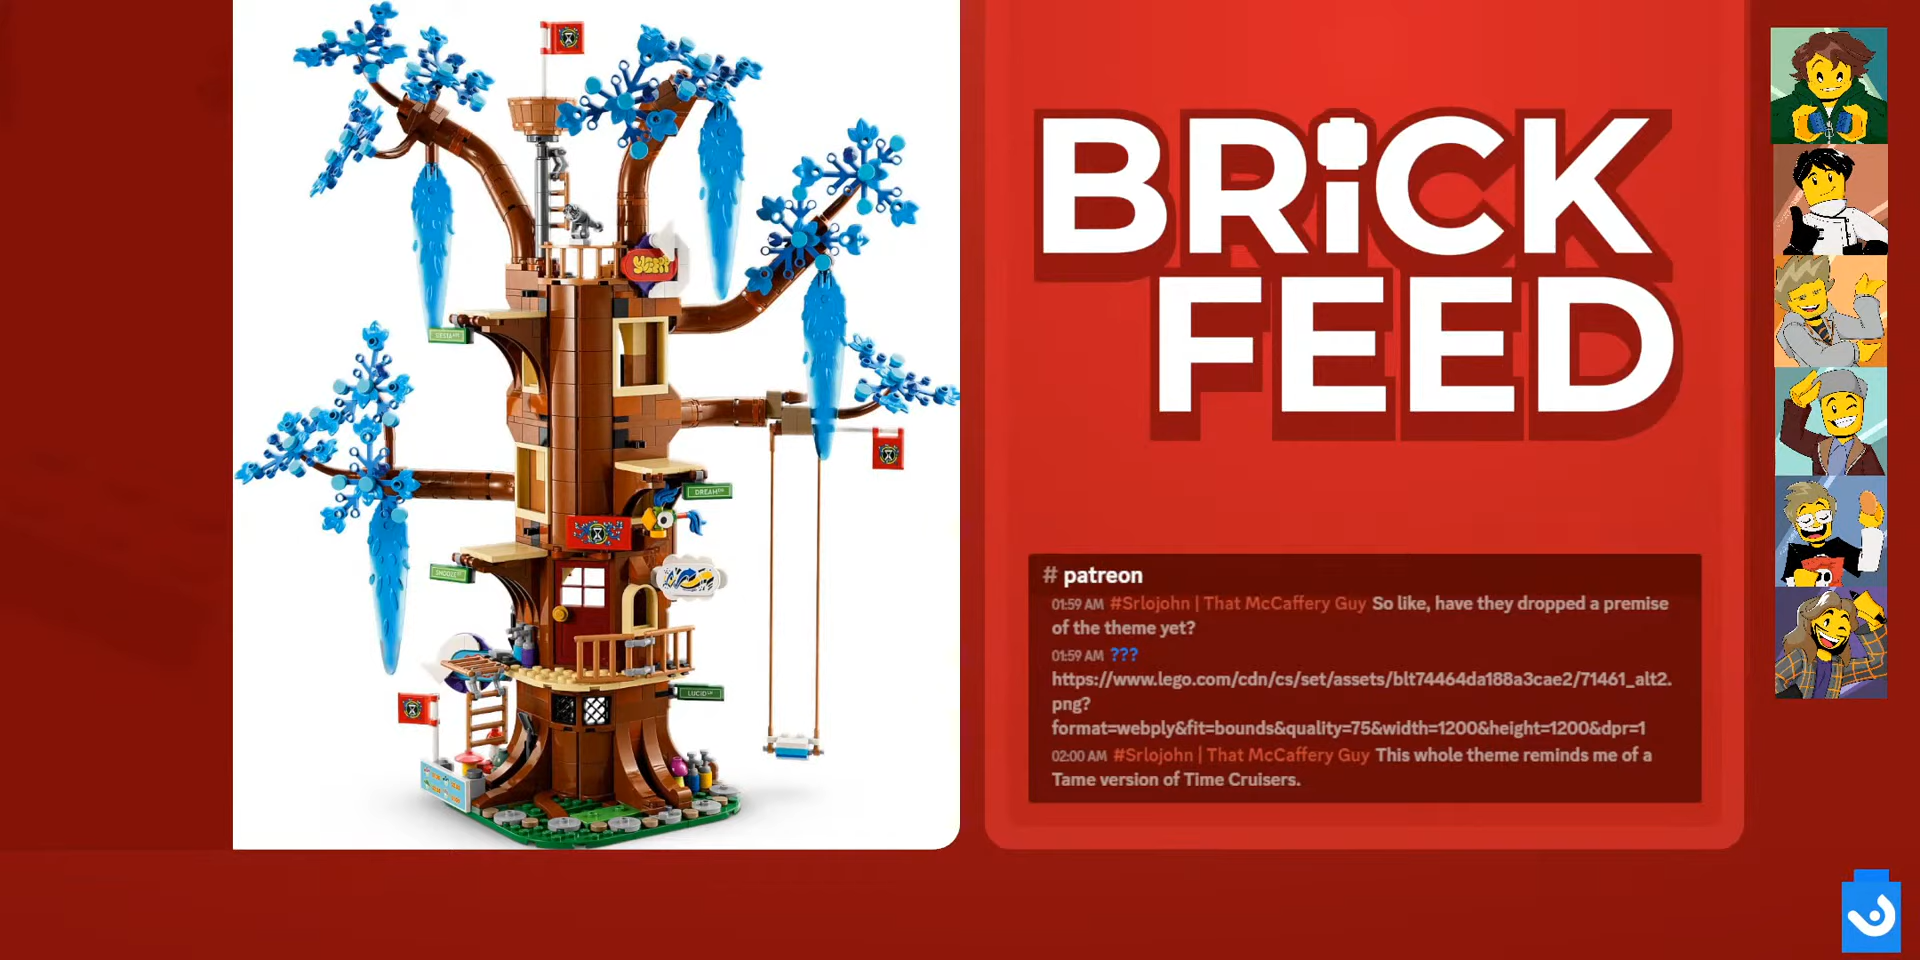 BRiCK
FEED
DREAM
LUCID
# patreon
01:59 AM #Srlojohn | That McCaffery Guy So like, have they dropped a premise
of the theme yet?
01:59 AM ???
https://www.lego.com/cdn/cs/set/assets/blt74464da188a3cae2/71461_alt2.
png?
format=webply&fit=bounds&quality=75&width=1200&height=1200&dpr=1
02:00 AM #Srlojohn | That McCaffery Guy This whole theme reminds me of a
Tame version of Time Cruisers.